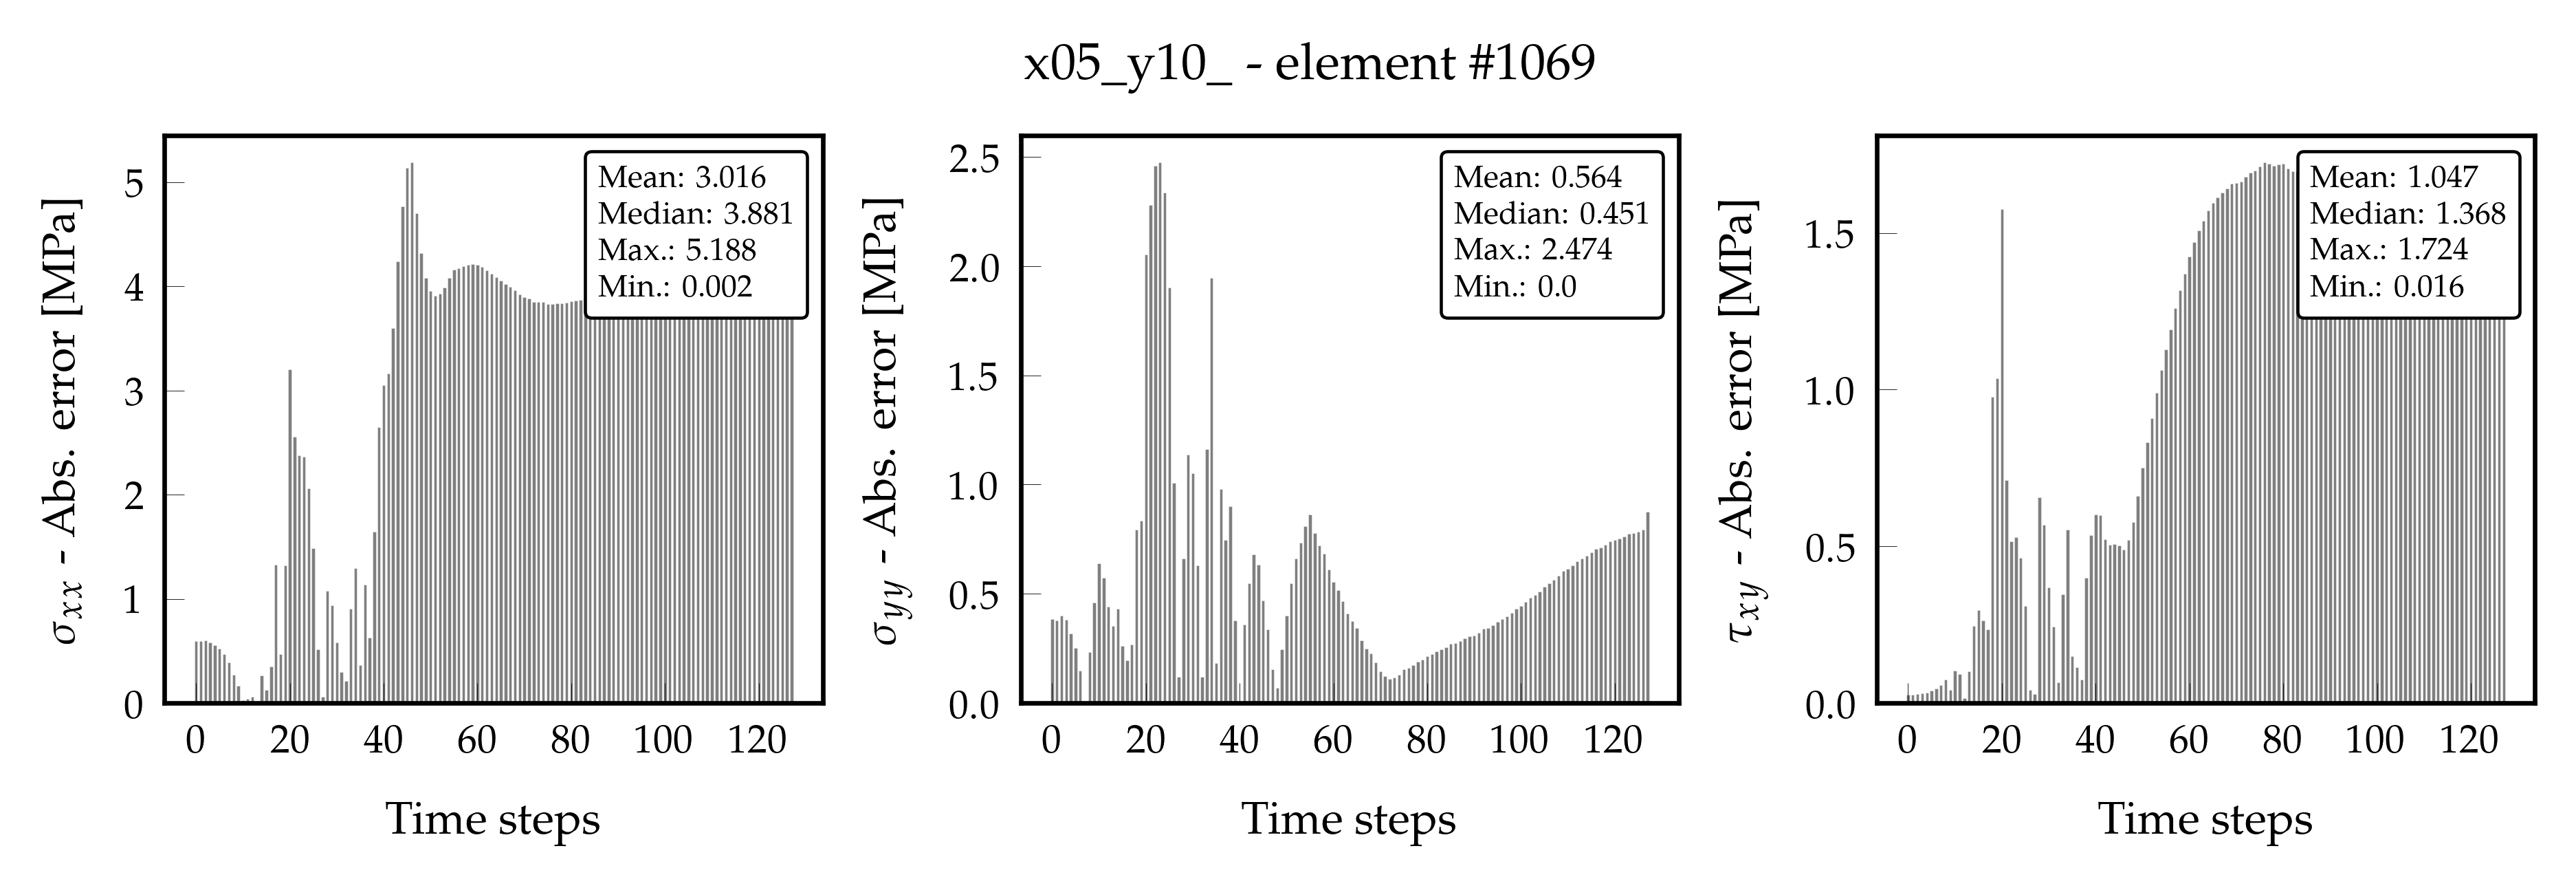 x05_y10_ - element #1069
σxx - Abs. error [MPa]
5
4
3
2
1
0
Mean: 3.016
Median: 3.881
Max.: 5.188
Min.: 0.002
0 20 40 60 80 100 120
Time steps
σyy - Abs. error [MPa]
2.5
2.0
1.5
1.0
0.5
0.0
Mean: 0.564
Median: 0.451
Max.: 2.474
Min.: 0.0
0 20 40 60 80 100 120
Time steps
τxy - Abs. error [MPa]
1.5
1.0
0.5
0.0
Mean: 1.047
Median: 1.368
Max.: 1.724
Min.: 0.016
0 20 40 60 80 100 120
Time steps